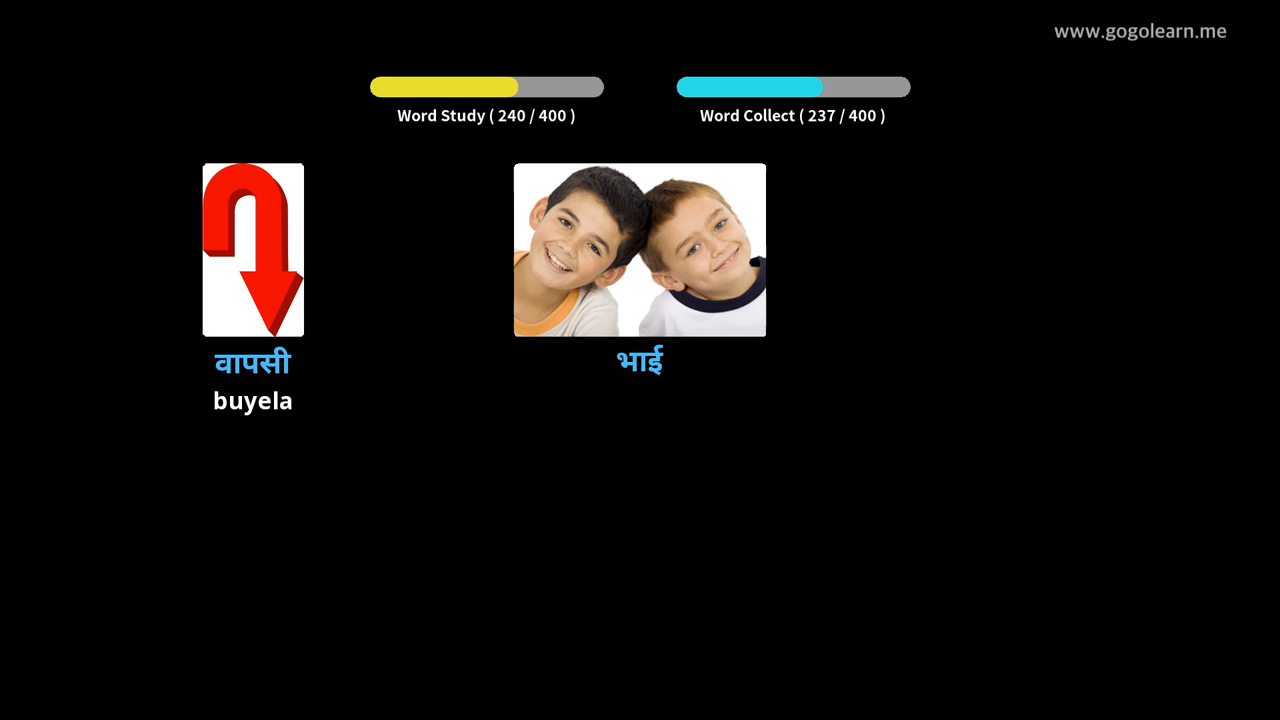 www.gogolearn.me
Word Study ( 240 / 400 )
Word Collect ( 237 / 400 )
वापसी
buyela
भाई